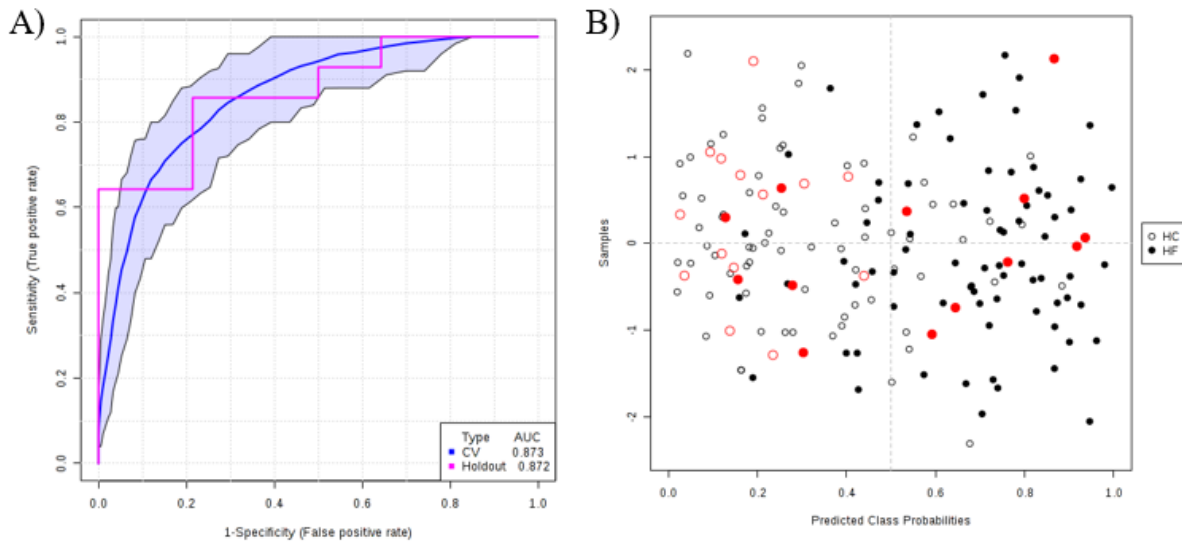 A)
1.0
0.8
0.6
0.4
0.2
0.0
Sensitivity (True positive rate)
Type AUC
CV 0.873
Holdout 0.872
0.0 0.2 0.4 0.6 0.8 1.0
1-Specificity (False positive rate)
B)
2
1
0
-1
-2
Samples
0.0 0.2 0.4 0.6 0.8 1.0
Predicted Class Probabilities
HC
HF